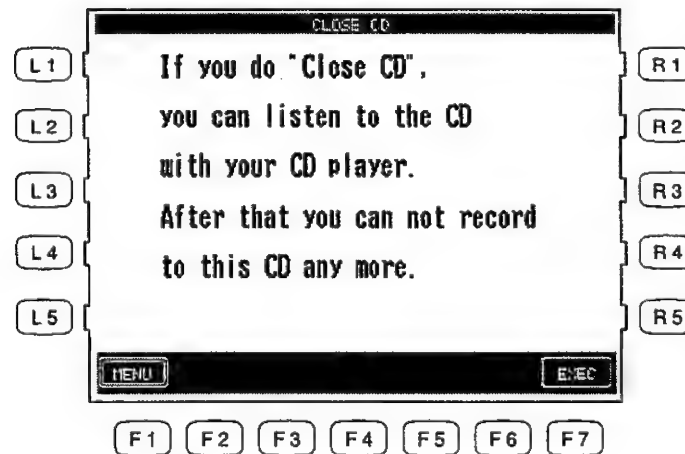 CLOSE CD
L1 If you do "Close CD", R1
L2 you can listen to the CD R2
with your CD player.
L3 After that you can not record R3
L4 to this CD any more. R4
L5 R5
MENU EXEC
F1 F2 F3 F4 F5 F6 F7